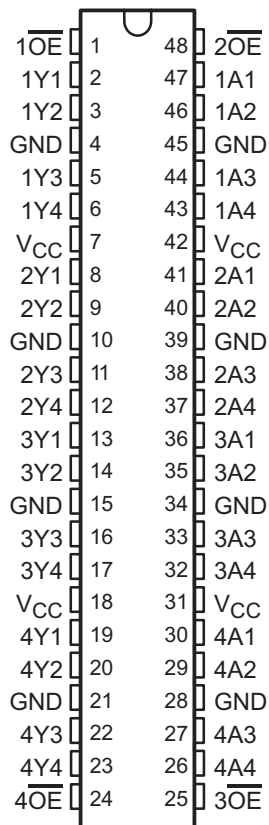 1O̅E̅ 1 48 2O̅E̅
1Y1 2 47 1A1
1Y2 3 46 1A2
GND 4 45 GND
1Y3 5 44 1A3
1Y4 6 43 1A4
VCC 7 42 VCC
2Y1 8 41 2A1
2Y2 9 40 2A2
GND 10 39 GND
2Y3 11 38 2A3
2Y4 12 37 2A4
3Y1 13 36 3A1
3Y2 14 35 3A2
GND 15 34 GND
3Y3 16 33 3A3
3Y4 17 32 3A4
VCC 18 31 VCC
4Y1 19 30 4A1
4Y2 20 29 4A2
GND 21 28 GND
4Y3 22 27 4A3
4Y4 23 26 4A4
4O̅E̅ 24 25 3O̅E̅